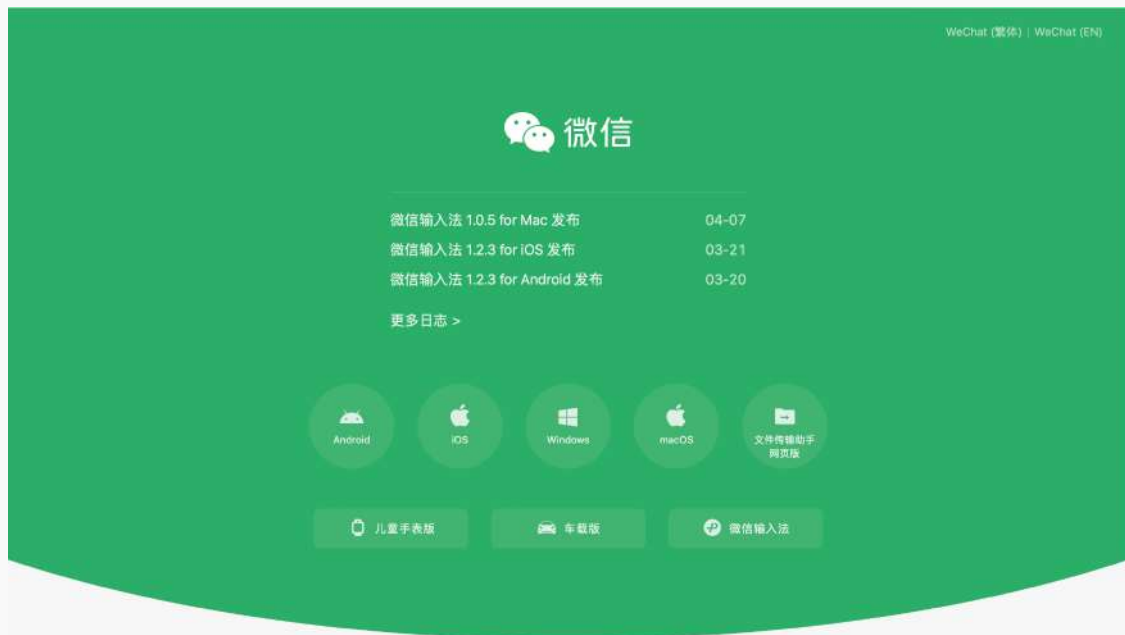 WeChat (繁体) | WeChat (EN)
微信
微信输入法 1.0.5 for Mac 发布 04-07
微信输入法 1.2.3 for iOS 发布 03-21
微信输入法 1.2.3 for Android 发布 03-20
更多日志 >
Android
iOS
Windows
macOS
文件传输助手
网页版
儿童手表版
车载版
微信输入法